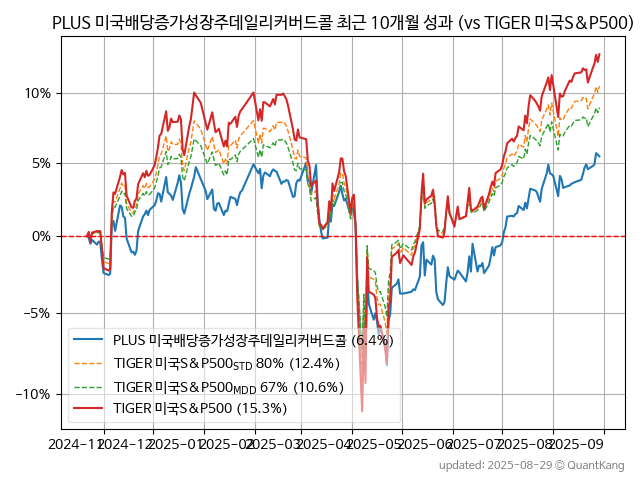 PLUS 미국배당증가성장주데일리커버드콜 최근 10개월 성과 (vs TIGER 미국S&P500)
10%
5%
0%
−5%
−10%
PLUS 미국배당증가성장주데일리커버드콜 (6.4%)
TIGER 미국S&P500STD 80% (12.4%)
TIGER 미국S&P500MDD 67% (10.6%)
TIGER 미국S&P500 (15.3%)
2024-11 2024-12 2025-01 2025-02 2025-03 2025-04 2025-05 2025-06 2025-07 2025-08 2025-09
updated: 2025-08-29 © QuantKang